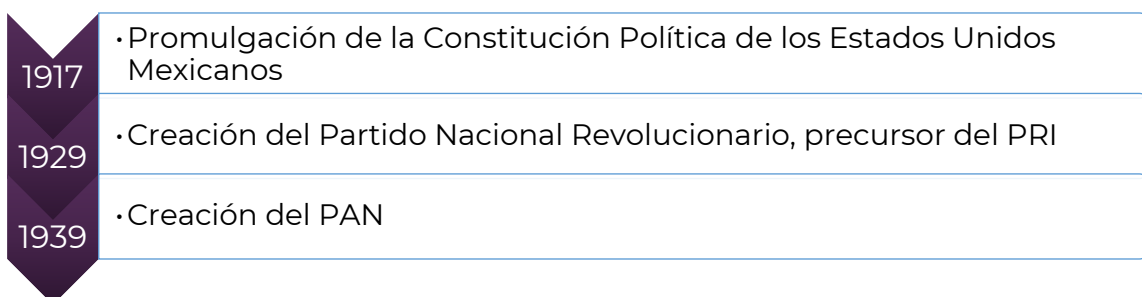 1917
·Promulgación de la Constitución Política de los Estados Unidos
Mexicanos
1929
·Creación del Partido Nacional Revolucionario, precursor del PRI
1939
·Creación del PAN